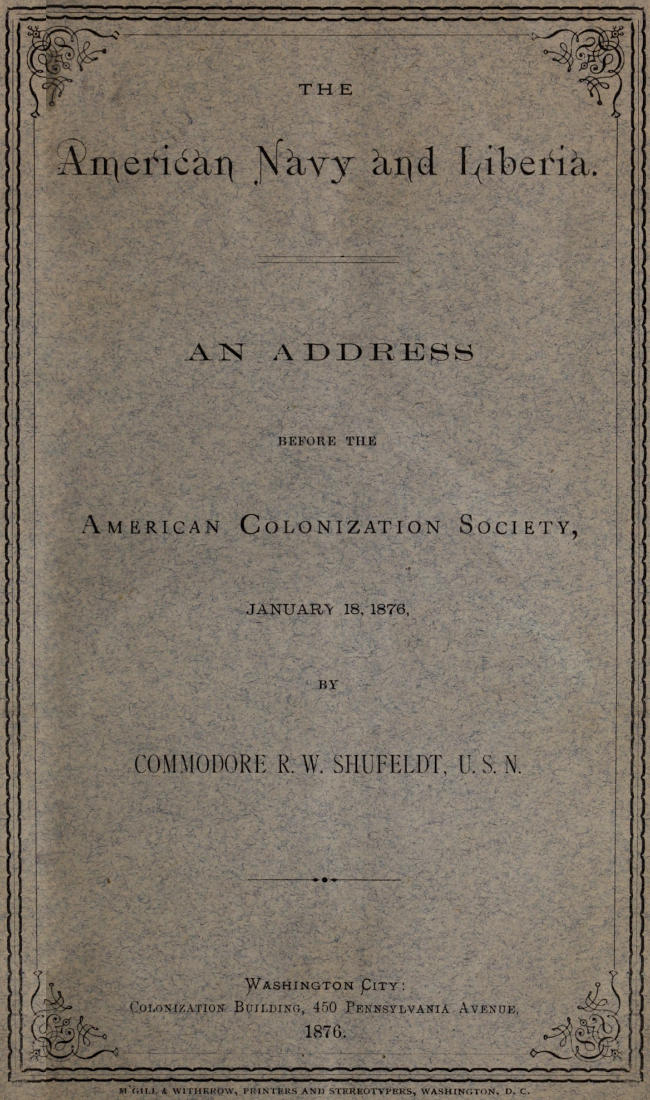 THE
American Navy and Liberia.
AN ADDRESS
BEFORE THE
AMERICAN COLONIZATION SOCIETY,
JANUARY 18, 1876,
BY
COMMODORE R. W. SHUFELDT, U. S. N.
WASHINGTON CITY:
COLONIZATION BUILDING, 450 PENNSYLVANIA AVENUE,
1876.
M'GILL & WITHEROW, PRINTERS AND STEREOTYPERS, WASHINGTON, D. C.